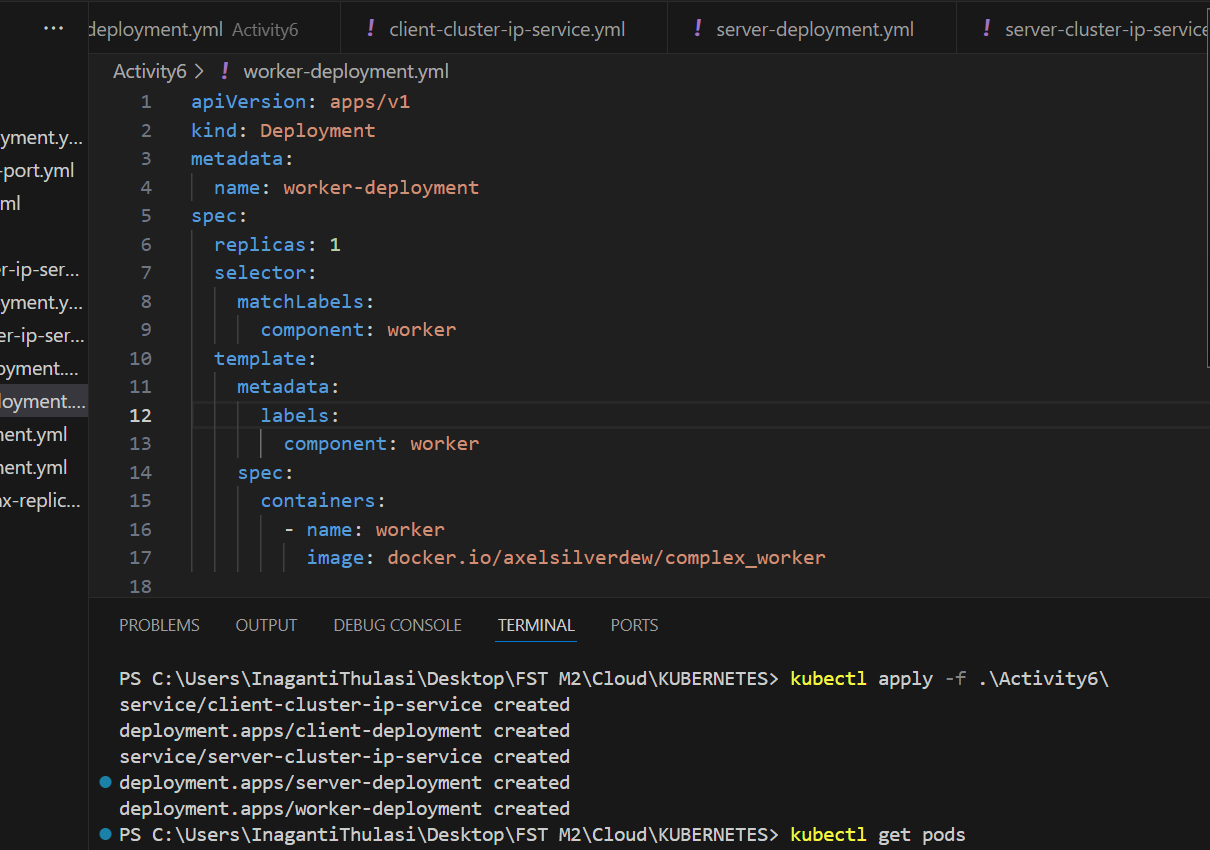 ··· deployment.yml Activity6 ! client-cluster-ip-service.yml ! server-deployment.yml ! server-cluster-ip-service
Activity6 > ! worker-deployment.yml
yment.y...
-port.yml
ml
r-ip-ser...
yment.y...
er-ip-ser...
oyment....
loyment....
nent.yml
nent.yml
nx-replic...
1 apiVersion: apps/v1
2 kind: Deployment
3 metadata:
4 name: worker-deployment
5 spec:
6 replicas: 1
7 selector:
8 matchLabels:
9 component: worker
10 template:
11 metadata:
12 labels:
13 component: worker
14 spec:
15 containers:
16 - name: worker
17 image: docker.io/axelsilverdew/complex_worker
18
PROBLEMS OUTPUT DEBUG CONSOLE TERMINAL PORTS
PS C:\Users\InagantiThulasi\Desktop\FST M2\Cloud\KUBERNETES> kubectl apply -f .\Activity6\
service/client-cluster-ip-service created
deployment.apps/client-deployment created
service/server-cluster-ip-service created
deployment.apps/server-deployment created
deployment.apps/worker-deployment created
PS C:\Users\InagantiThulasi\Desktop\FST M2\Cloud\KUBERNETES> kubectl get pods